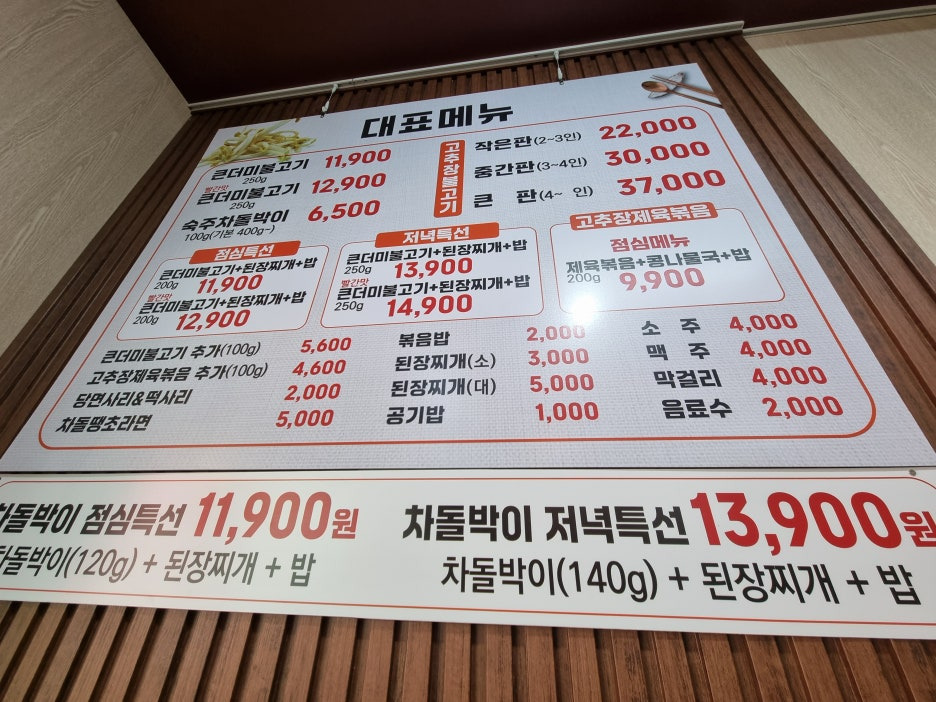 대표메뉴
큰더미불고기 11,900
250g
빨간맛
큰더미불고기 12,900
250g
숙주차돌박이 6,500
100g(기본 400g~)
고추장불고기
작은판(2~3인) 22,000
중간판(3~4인) 30,000
큰 판(4~ 인) 37,000
점심특선
큰더미불고기+된장찌개+밥
200g 11,900
빨간맛
큰더미불고기+된장찌개+밥
200g 12,900
저녁특선
큰더미불고기+된장찌개+밥
250g 13,900
빨간맛
큰더미불고기+된장찌개+밥
250g 14,900
고추장제육볶음
점심메뉴
제육볶음+콩나물국+밥
200g 9,900
큰더미불고기 추가(100g) 5,600
고추장제육볶음 추가(100g) 4,600
당면사리&떡사리 2,000
차돌땡초라면 5,000
볶음밥 2,000
된장찌개(소) 3,000
된장찌개(대) 5,000
공기밥 1,000
소 주 4,000
맥 주 4,000
막걸리 4,000
음료수 2,000
차돌박이 점심특선 11,900원
차돌박이(120g) + 된장찌개 + 밥
차돌박이 저녁특선 13,900원
차돌박이(140g) + 된장찌개 + 밥